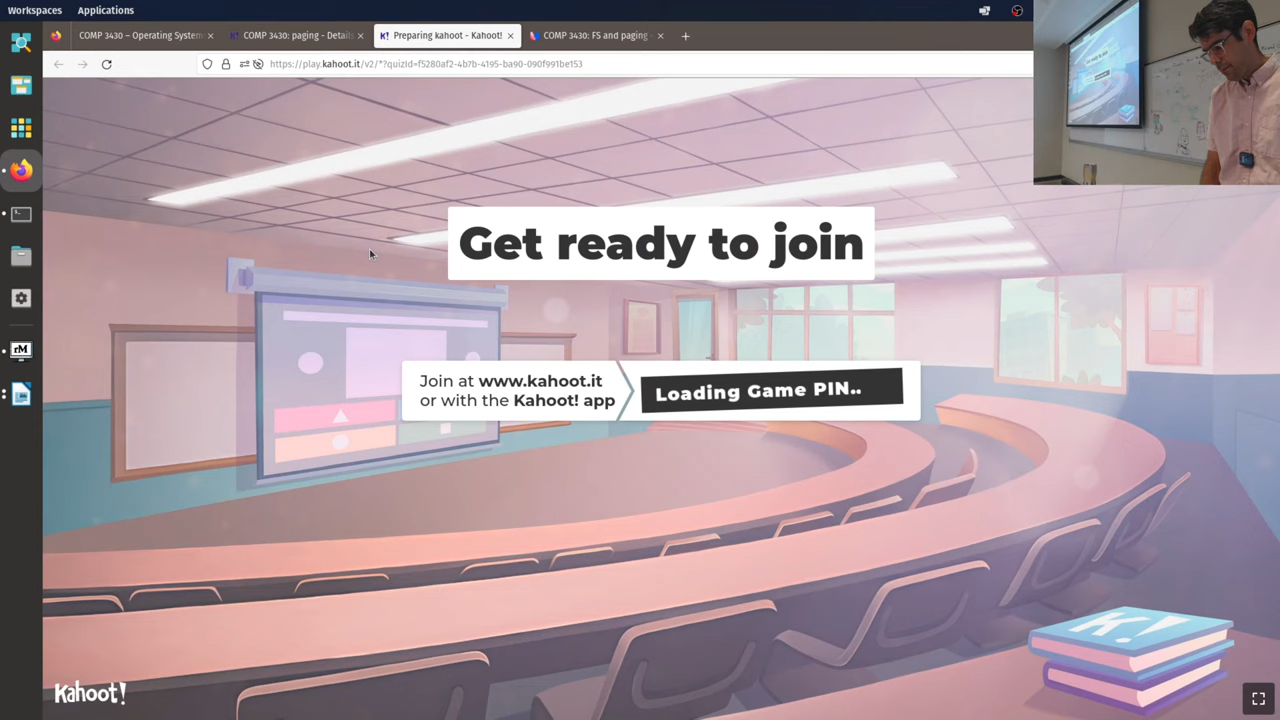 Workspaces Applications
COMP 3430 – Operating System
K! COMP 3430: paging - Details
K! Preparing kahoot - Kahoot!
COMP 3430: FS and paging -
https://play.kahoot.it/v2/*?quizId=f5280af2-4b7b-4195-ba90-090f991be153
Get ready to join
Join at www.kahoot.it
or with the Kahoot! app
Loading Game PIN..
rM
K!
Kahoot!